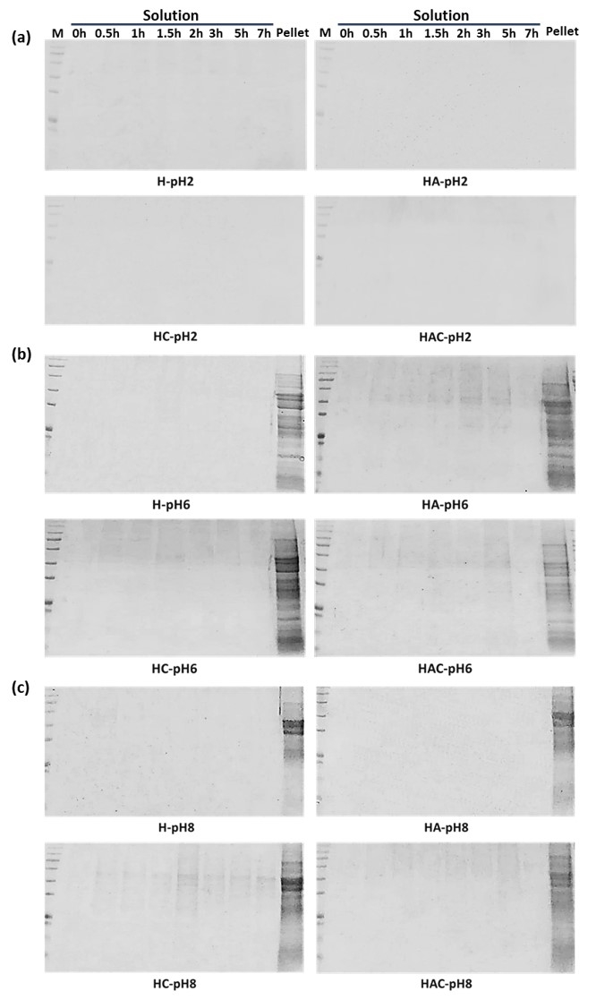 Solution Solution
(a) M 0h 0.5h 1h 1.5h 2h 3h 5h 7h Pellet M 0h 0.5h 1h 1.5h 2h 3h 5h 7h Pellet
H-pH2 HA-pH2
HC-pH2 HAC-pH2
(b)
H-pH6 HA-pH6
HC-pH6 HAC-pH6
(c)
H-pH8 HA-pH8
HC-pH8 HAC-pH8